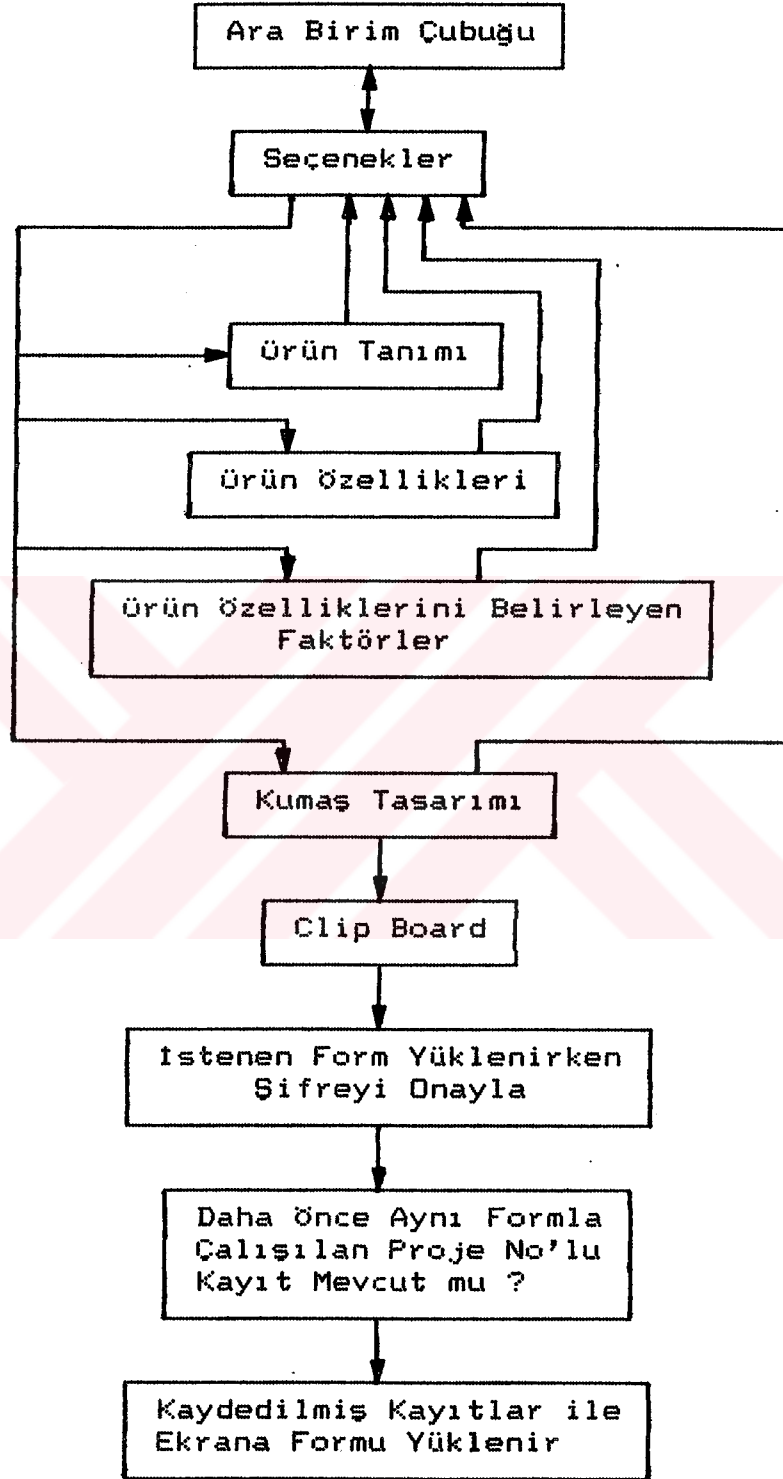 Ara Birim Çubuğu
Seçenekler
Ürün Tanımı
Ürün Özellikleri
Ürün Özelliklerini Belirleyen
Faktörler
Kumaş Tasarımı
Clip Board
İstenen Form Yüklenirken
Şifreyi Onayla
Daha Önce Aynı Formla
Çalışılan Proje No'lu
Kayıt Mevcut mu ?
Kaydedilmiş Kayıtlar ile
Ekrana Formu Yüklenir